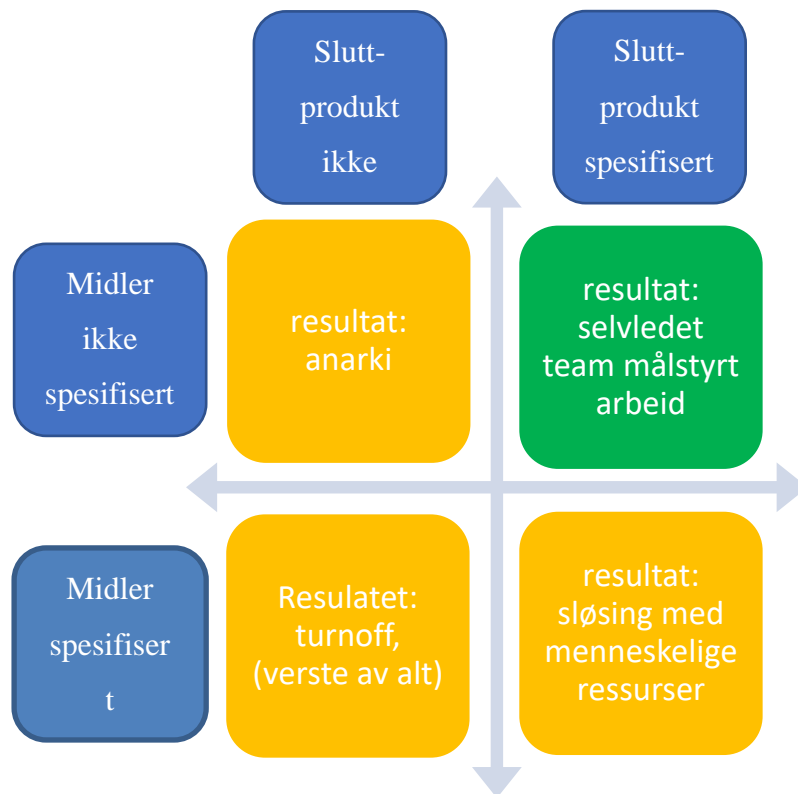 Slutt-
produkt
ikke
Slutt-
produkt
spesifisert
Midler
ikke
spesifisert
resultat:
anarki
resultat:
selvledet
team målstyrt
arbeid
Midler
spesifiser
t
Resulatet:
turnoff,
(verste av alt)
resultat:
sløsing med
menneskelige
ressurser